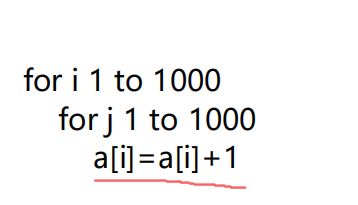 for i 1 to 1000
for j 1 to 1000
a[i]=a[i]+1